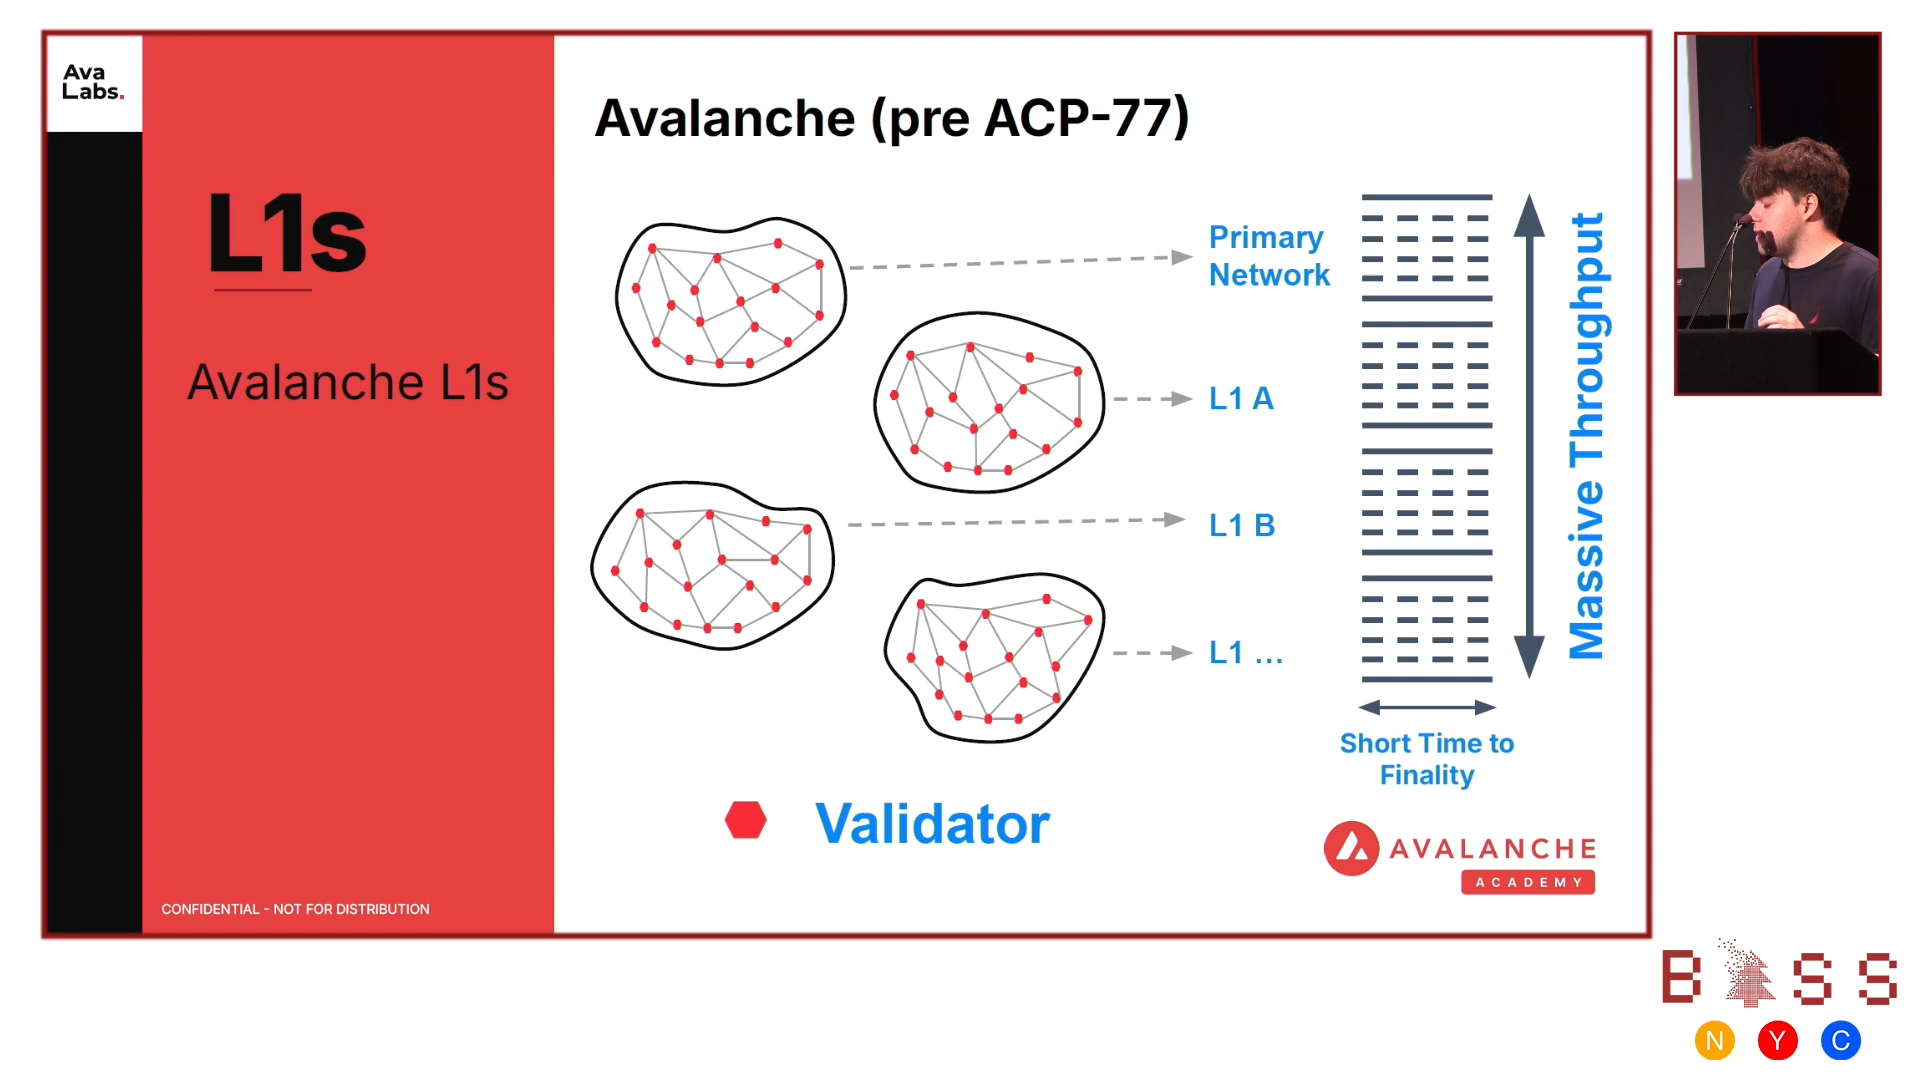 Ava
Labs.
L1s
Avalanche L1s
CONFIDENTIAL - NOT FOR DISTRIBUTION
Avalanche (pre ACP-77)
Primary
Network
L1 A
L1 B
L1 ...
Massive Throughput
Short Time to
Finality
Validator
AVALANCHE
ACADEMY
B SS
N Y C